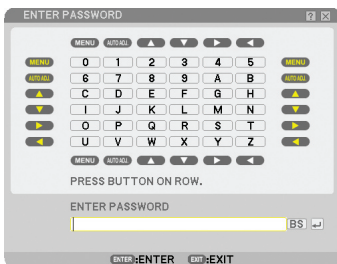 ENTER PASSWORD
MENU AUTO ADJ.
MENU 0 1 2 3 4 5 MENU
AUTO ADJ. 6 7 8 9 A B AUTO ADJ.
C D E F G H
I J K L M N
O P Q R S T
U V W X Y Z
MENU AUTO ADJ.
PRESS BUTTON ON ROW.
ENTER PASSWORD
BS
ENTER :ENTER EXIT :EXIT